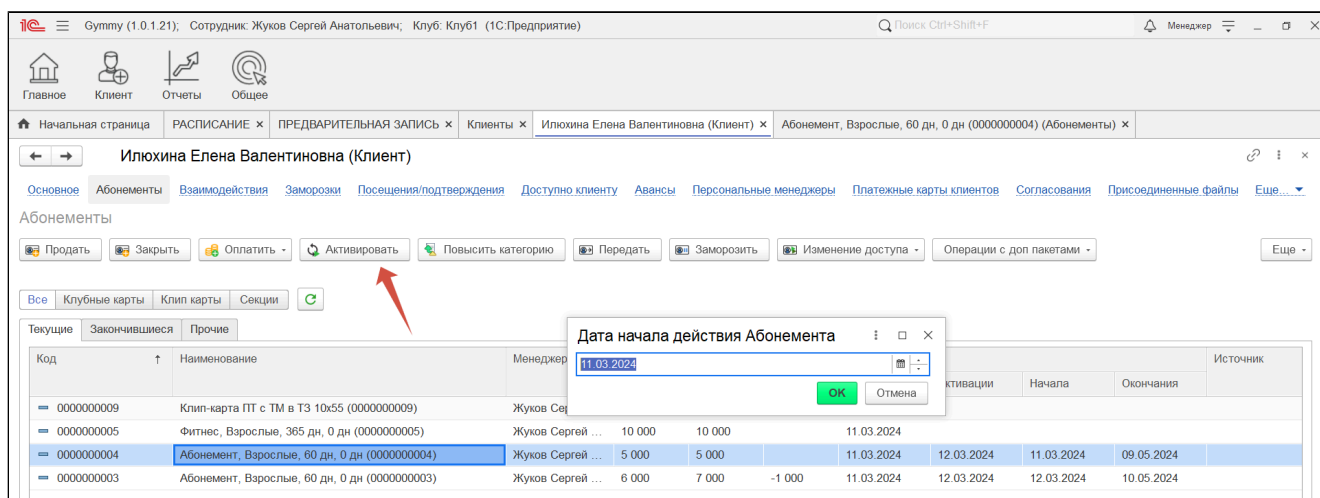 1С Gymmy (1.0.1.21); Сотрудник: Жуков Сергей Анатольевич; Клуб: Клуб1 (1С:Предприятие) Поиск Ctrl+Shift+F Менеджер
Главное Клиент Отчеты Общее
Начальная страница РАСПИСАНИЕ × ПРЕДВАРИТЕЛЬНАЯ ЗАПИСЬ × Клиенты × Илюхина Елена Валентиновна (Клиент) × Абонемент, Взрослые, 60 дн, 0 дн (0000000004) (Абонементы) ×
Илюхина Елена Валентиновна (Клиент)
Основное Абонементы Взаимодействия Заморозки Посещения/подтверждения Доступно клиенту Авансы Персональные менеджеры Платежные карты клиентов Согласования Присоединенные файлы Еще...
Абонементы
Продать Закрыть Оплатить Активировать Повысить категорию Передать Заморозить Изменение доступа Операции с доп пакетами Еще
Все Клубные карты Клип карты Секции
Текущие Закончившиеся Прочие
Дата начала действия Абонемента
11.03.2024
OK Отмена
Код ↑ Наименование Менеджер Источник
ктивации Начала Окончания
0000000009 Клип-карта ПТ с ТМ в ТЗ 10х55 (0000000009) Жуков Сер
0000000005 Фитнес, Взрослые, 365 дн, 0 дн (0000000005) Жуков Сергей ... 10 000 10 000 11.03.2024
0000000004 Абонемент, Взрослые, 60 дн, 0 дн (0000000004) Жуков Сергей ... 5 000 5 000 11.03.2024 12.03.2024 11.03.2024 09.05.2024
0000000003 Абонемент, Взрослые, 60 дн, 0 дн (0000000003) Жуков Сергей ... 6 000 7 000 -1 000 11.03.2024 12.03.2024 12.03.2024 10.05.2024